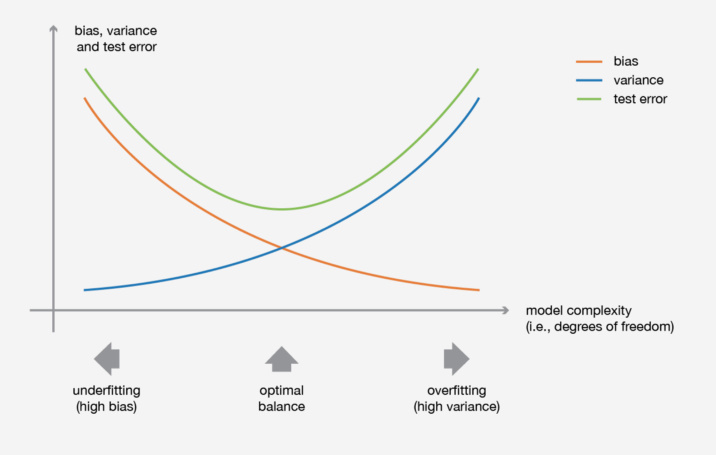 bias, variance
and test error
bias
variance
test error
model complexity
(i.e., degrees of freedom)
underfitting
(high bias)
optimal
balance
overfitting
(high variance)